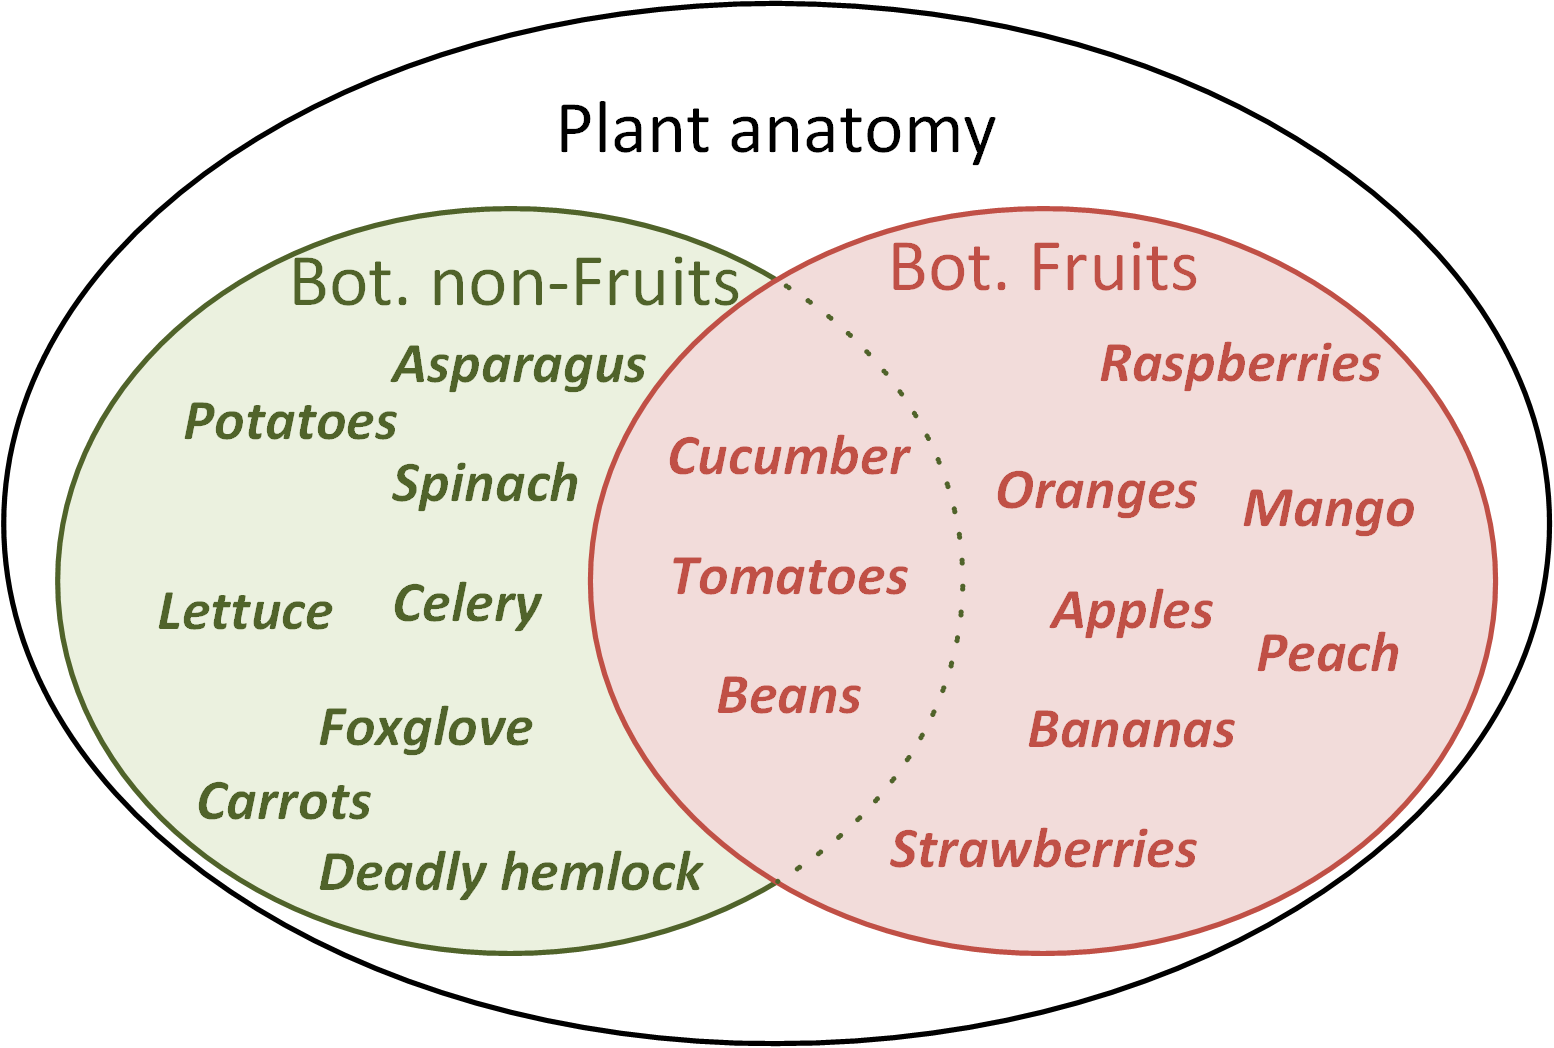 Plant anatomy
Bot. non-Fruits
Asparagus
Potatoes
Spinach
Lettuce
Celery
Foxglove
Carrots
Deadly hemlock
Cucumber
Tomatoes
Beans
Bot. Fruits
Raspberries
Oranges
Mango
Apples
Peach
Bananas
Strawberries